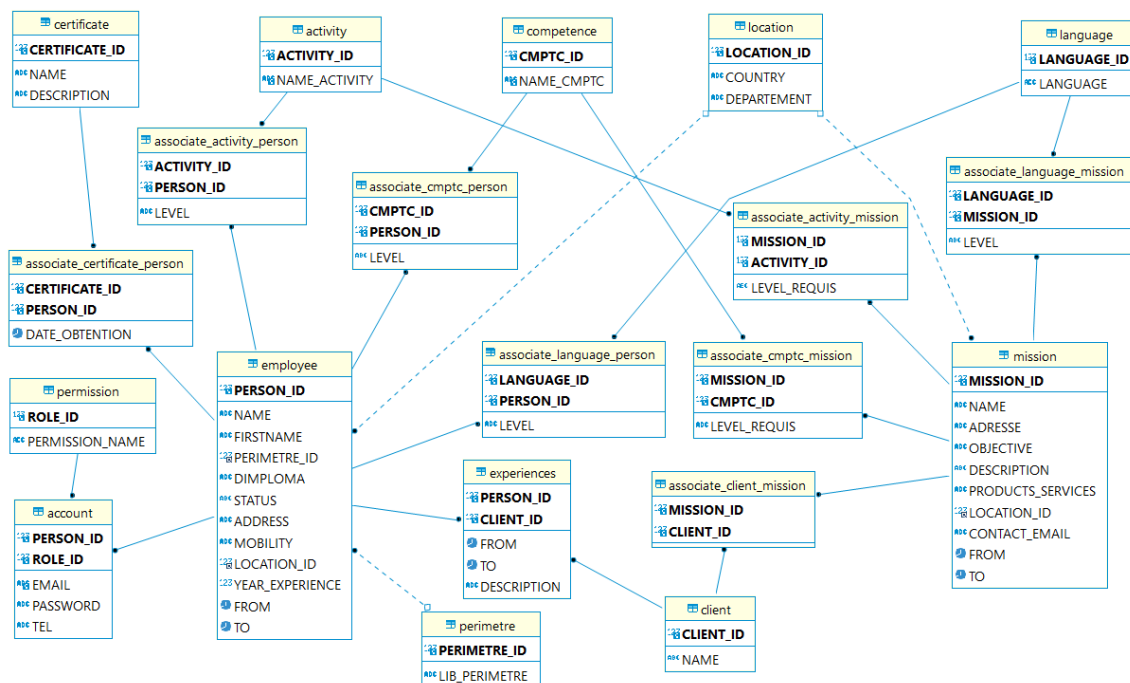 certificate
CERTIFICATE_ID
NAME
DESCRIPTION
activity
ACTIVITY_ID
NAME_ACTIVITY
competence
CMPTC_ID
NAME_CMPTC
location
LOCATION_ID
COUNTRY
DEPARTEMENT
language
LANGUAGE_ID
LANGUAGE
associate_activity_person
ACTIVITY_ID
PERSON_ID
LEVEL
associate_cmptc_person
CMPTC_ID
PERSON_ID
LEVEL
associate_activity_mission
MISSION_ID
ACTIVITY_ID
LEVEL_REQUIS
associate_language_mission
LANGUAGE_ID
MISSION_ID
LEVEL
associate_certificate_person
CERTIFICATE_ID
PERSON_ID
DATE_OBTENTION
employee
PERSON_ID
NAME
FIRSTNAME
PERIMETRE_ID
DIMPLOMA
STATUS
ADDRESS
MOBILITY
LOCATION_ID
YEAR_EXPERIENCE
FROM
TO
associate_language_person
LANGUAGE_ID
PERSON_ID
LEVEL
associate_cmptc_mission
MISSION_ID
CMPTC_ID
LEVEL_REQUIS
mission
MISSION_ID
NAME
ADRESSE
OBJECTIVE
DESCRIPTION
PRODUCTS_SERVICES
LOCATION_ID
CONTACT_EMAIL
FROM
TO
permission
ROLE_ID
PERMISSION_NAME
account
PERSON_ID
ROLE_ID
EMAIL
PASSWORD
TEL
experiences
PERSON_ID
CLIENT_ID
FROM
TO
DESCRIPTION
associate_client_mission
MISSION_ID
CLIENT_ID
perimetre
PERIMETRE_ID
LIB_PERIMETRE
client
CLIENT_ID
NAME